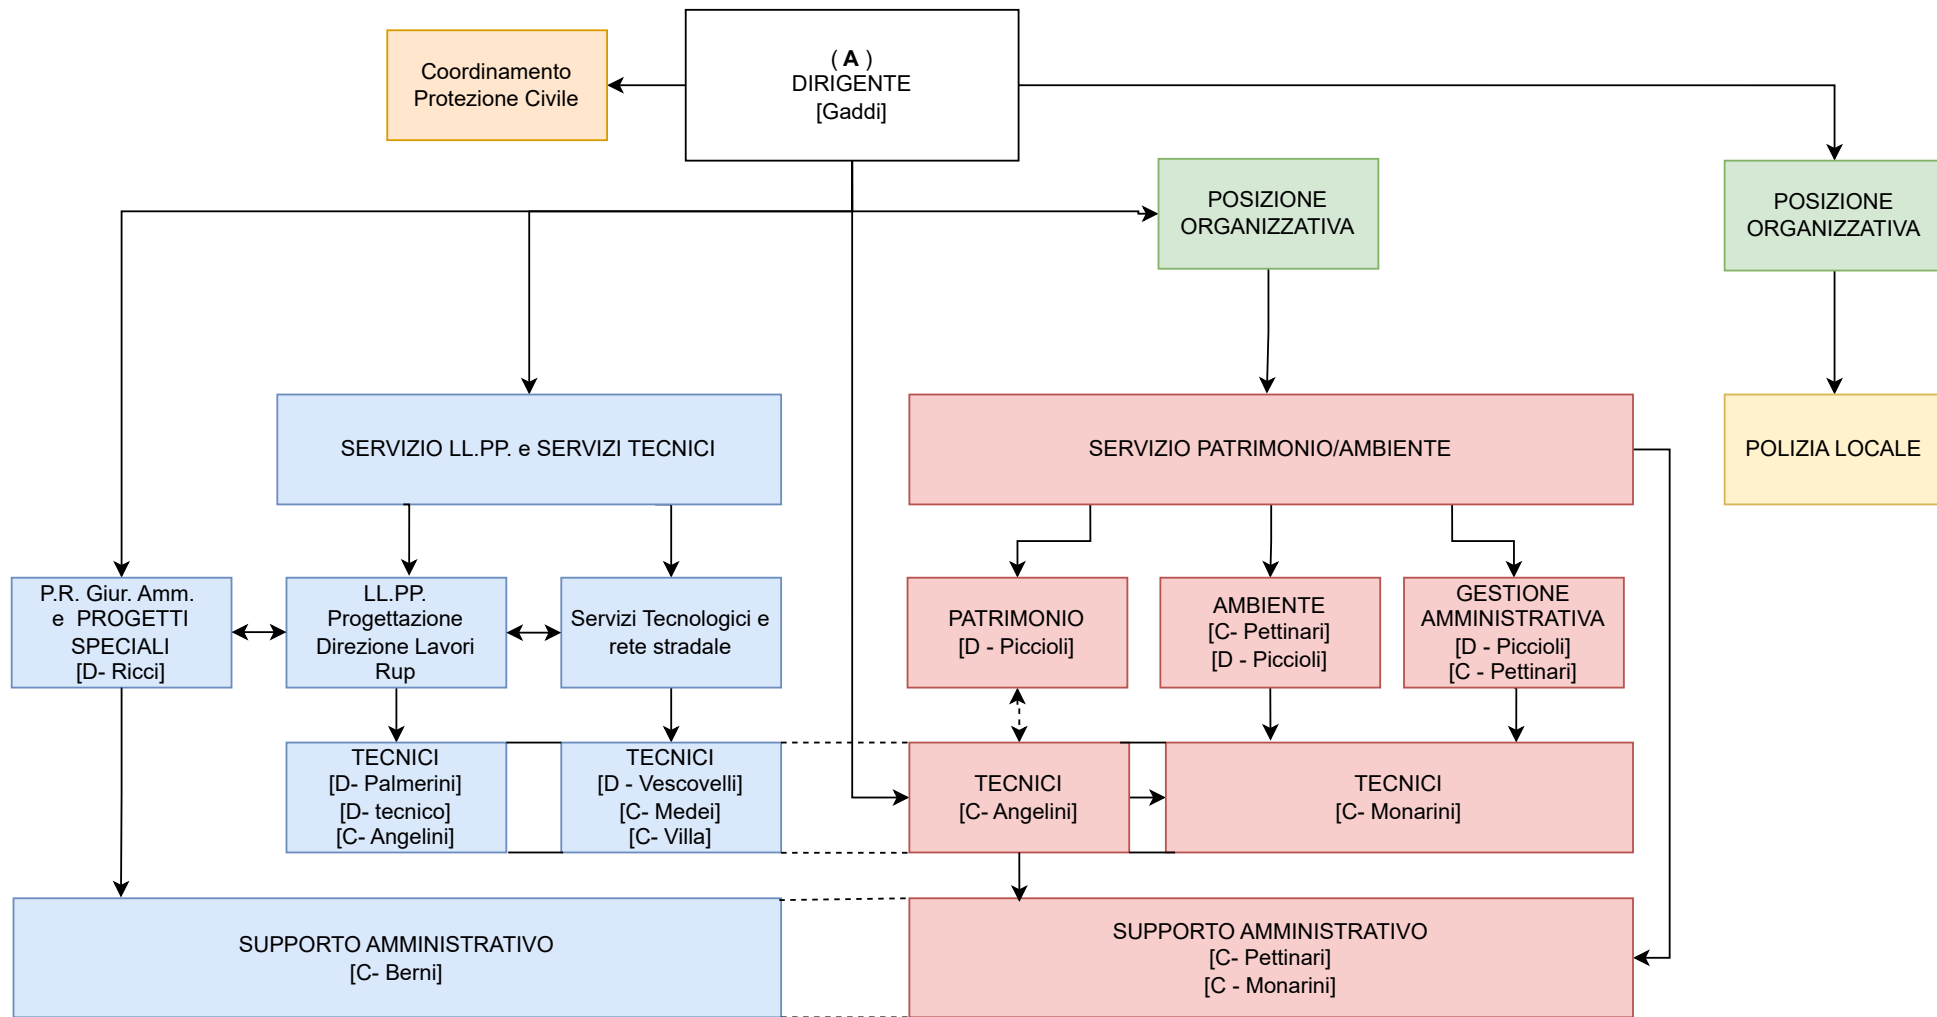 ( A )
DIRIGENTE
[Gaddi]
Coordinamento
Protezione Civile
POSIZIONE
ORGANIZZATIVA
POSIZIONE
ORGANIZZATIVA
SERVIZIO LL.PP. e SERVIZI TECNICI
SERVIZIO PATRIMONIO/AMBIENTE
POLIZIA LOCALE
P.R. Giur. Amm.
e PROGETTI
SPECIALI
[D- Ricci]
LL.PP.
Progettazione
Direzione Lavori
Rup
Servizi Tecnologici e
rete stradale
PATRIMONIO
[D - Piccioli]
AMBIENTE
[C- Pettinari]
[D - Piccioli]
GESTIONE
AMMINISTRATIVA
[D - Piccioli]
[C - Pettinari]
TECNICI
[D- Palmerini]
[D- tecnico]
[C- Angelini]
TECNICI
[D - Vescovelli]
[C- Medei]
[C- Villa]
TECNICI
[C- Angelini]
TECNICI
[C- Monarini]
SUPPORTO AMMINISTRATIVO
[C- Berni]
SUPPORTO AMMINISTRATIVO
[C- Pettinari]
[C - Monarini]